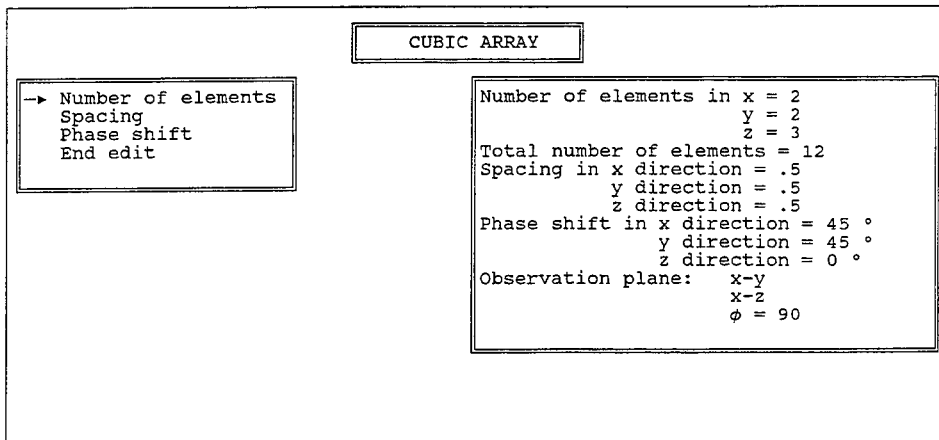 CUBIC ARRAY
Number of elements
Spacing
Phase shift
End edit
Number of elements in x = 2
y = 2
z = 3
Total number of elements = 12
Spacing in x direction = .5
y direction = .5
z direction = .5
Phase shift in x direction = 45 °
y direction = 45 °
z direction = 0 °
Observation plane: x-y
x-z
ϕ = 90